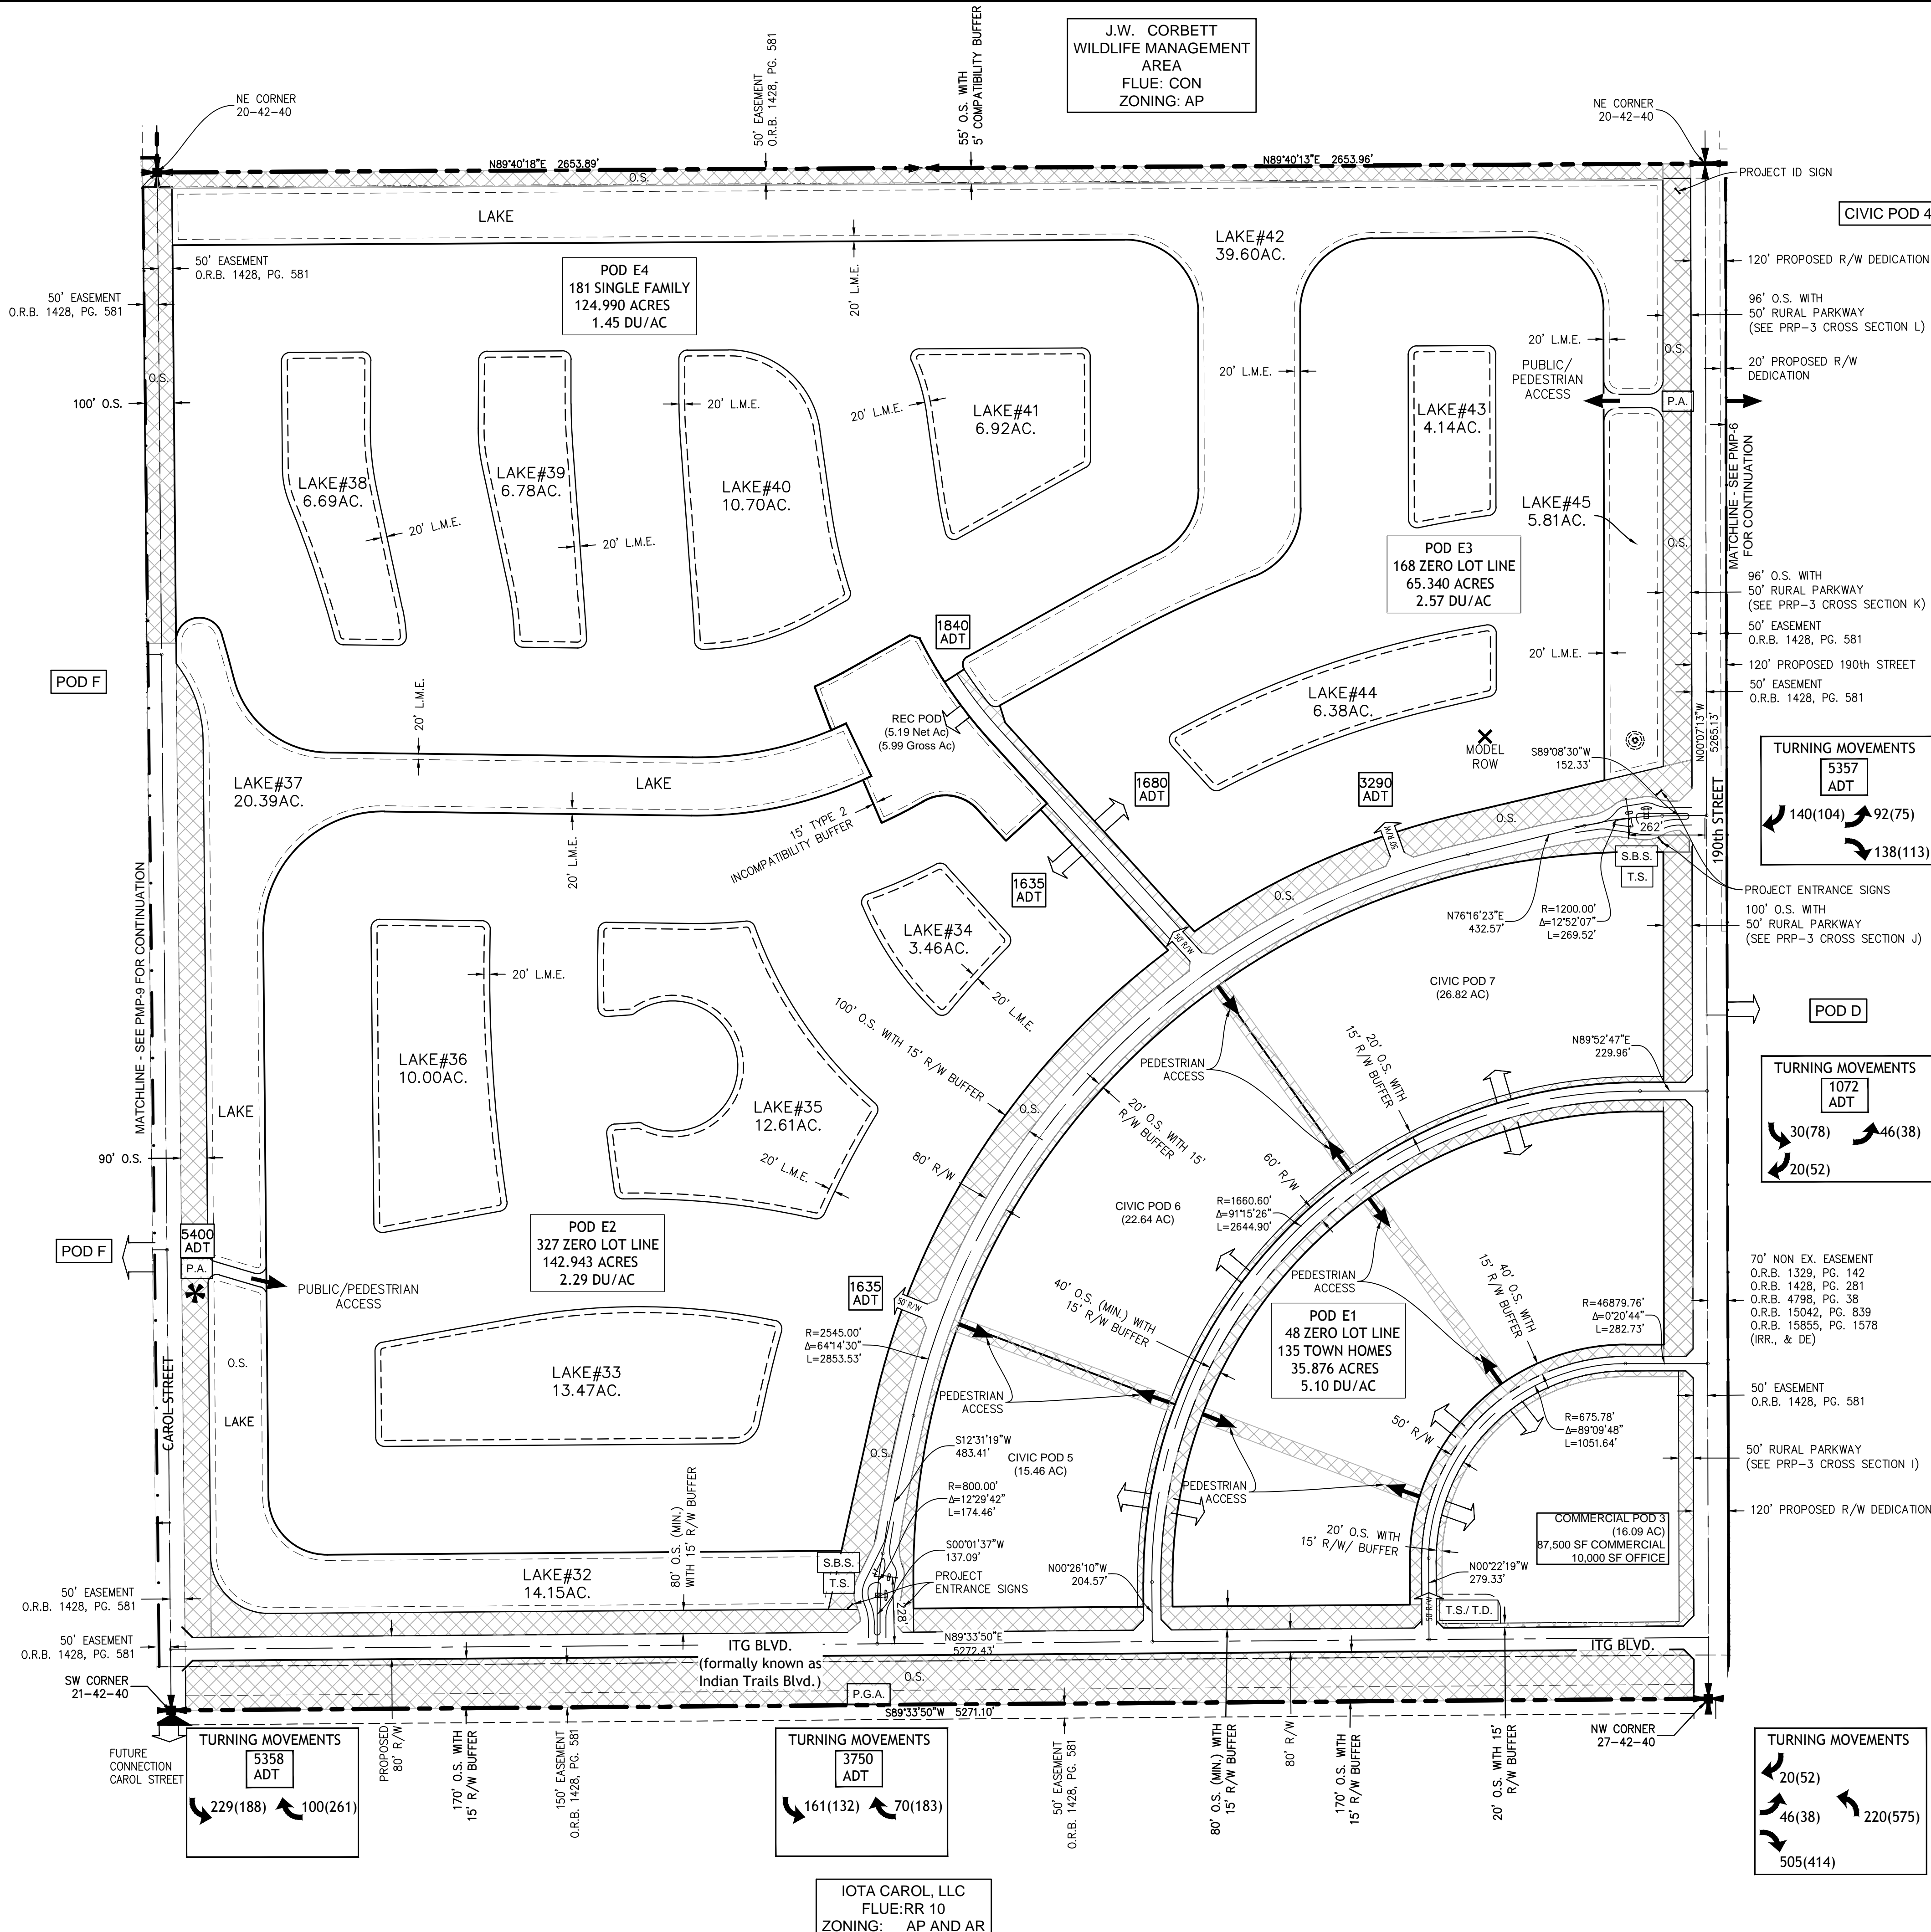 J.W. CORBETT
WILDLIFE MANAGEMENT
AREA
FLUE: CON
ZONING: AP
NE CORNER
20-42-40
50' EASEMENT
O.R.B. 1428, PG. 581
55' O.S. WITH
5' COMPATIBILITY BUFFER
NE CORNER
20-42-40
N89°40'18"E 2653.89'
N89°40'13"E 2653.96'
O.S.
PROJECT ID SIGN
CIVIC POD 4
LAKE
LAKE#42
39.60AC.
50' EASEMENT
O.R.B. 1428, PG. 581
50' EASEMENT
O.R.B. 1428, PG. 581
POD E4
181 SINGLE FAMILY
124.990 ACRES
1.45 DU/AC
20' L.M.E.
120' PROPOSED R/W DEDICATION
96' O.S. WITH
50' RURAL PARKWAY
(SEE PRP-3 CROSS SECTION L)
20' PROPOSED R/W
DEDICATION
O.S.
100' O.S.
20' L.M.E.
20' L.M.E.
PUBLIC/
PEDESTRIAN
ACCESS
O.S.
P.A.
LAKE#38
6.69AC.
LAKE#39
6.78AC.
LAKE#40
10.70AC.
LAKE#41
6.92AC.
LAKE#43
4.14AC.
LAKE#45
5.81AC.
20' L.M.E.
20' L.M.E.
20' L.M.E.
20' L.M.E.
MATCHLINE - SEE PMP-6
FOR CONTINUATION
O.S.
POD E3
168 ZERO LOT LINE
65.340 ACRES
2.57 DU/AC
96' O.S. WITH
50' RURAL PARKWAY
(SEE PRP-3 CROSS SECTION K)
50' EASEMENT
O.R.B. 1428, PG. 581
120' PROPOSED 190th STREET
50' EASEMENT
O.R.B. 1428, PG. 581
1840
ADT
20' L.M.E.
POD F
20' L.M.E.
REC POD
(5.19 Net Ac)
(5.99 Gross Ac)
LAKE#44
6.38AC.
MODEL
ROW
S89°08'30"W
152.33'
N00°07'13"W
5265.13'
190th STREET
TURNING MOVEMENTS
5357
ADT
140(104)
92(75)
138(113)
LAKE#37
20.39AC.
LAKE
1680
ADT
3290
ADT
50' R/W
O.S.
262'
S.B.S.
T.S.
15' TYPE 2
INCOMPATIBILITY BUFFER
20' L.M.E.
1635
ADT
O.S.
PROJECT ENTRANCE SIGNS
100' O.S. WITH
50' RURAL PARKWAY
(SEE PRP-3 CROSS SECTION J)
N76°16'23"E
432.57'
R=1200.00'
Δ=12°52'07"
L=269.52'
MATCHLINE - SEE PMP-9 FOR CONTINUATION
LAKE#34
3.46AC.
50' R/W
20' L.M.E.
20' L.M.E.
CIVIC POD 7
(26.82 AC)
POD D
100' O.S. WITH 15' R/W BUFFER
PEDESTRIAN
ACCESS
20' O.S. WITH
15' R/W BUFFER
N89°52'47"E
229.96'
LAKE#36
10.00AC.
LAKE#35
12.61AC.
LAKE
O.S.
20' O.S. WITH 15'
R/W BUFFER
TURNING MOVEMENTS
1072
ADT
30(78)
46(38)
20(52)
90' O.S.
20' L.M.E.
80' R/W
60' R/W
CIVIC POD 6
(22.64 AC)
R=1660.60'
Δ=91°15'26"
L=2644.90'
POD E2
327 ZERO LOT LINE
142.943 ACRES
2.29 DU/AC
5400
ADT
P.A.
POD F
PUBLIC/PEDESTRIAN
ACCESS
1635
ADT
50' R/W
PEDESTRIAN
ACCESS
40' O.S. (MIN.) WITH
15' R/W BUFFER
40' O.S. WITH
15' R/W BUFFER
70' NON EX. EASEMENT
O.R.B. 1329, PG. 142
O.R.B. 1428, PG. 281
O.R.B. 4798, PG. 38
O.R.B. 15042, PG. 839
O.R.B. 15855, PG. 1578
(IRR., & DE)
R=2545.00'
Δ=64°14'30"
L=2853.53'
POD E1
48 ZERO LOT LINE
135 TOWN HOMES
35.876 ACRES
5.10 DU/AC
R=46879.76'
Δ=0°20'44"
L=282.73'
O.S.
LAKE#33
13.47AC.
PEDESTRIAN
ACCESS
50' EASEMENT
O.R.B. 1428, PG. 581
LAKE
CAROL STREET
50' R/W
R=675.78'
Δ=89°09'48"
L=1051.64'
O.S.
S12°31'19"W
483.41'
CIVIC POD 5
(15.46 AC)
PEDESTRIAN
ACCESS
50' RURAL PARKWAY
(SEE PRP-3 CROSS SECTION I)
R=800.00'
Δ=12°29'42"
L=174.46'
80' O.S. (MIN.)
WITH 15' R/W BUFFER
20' O.S. WITH
15' R/W/ BUFFER
COMMERCIAL POD 3
(16.09 AC)
87,500 SF COMMERCIAL
10,000 SF OFFICE
120' PROPOSED R/W DEDICATION
S00°01'37"W
137.09'
S.B.S.
T.S.
N00°26'10"W
204.57'
N00°22'19"W
279.33'
PROJECT
ENTRANCE SIGNS
LAKE#32
14.15AC.
228'
50' R/W
T.S./ T.D.
50' EASEMENT
O.R.B. 1428, PG. 581
50' EASEMENT
O.R.B. 1428, PG. 581
ITG BLVD.
(formally known as
Indian Trails Blvd.)
N89°33'50"E
5272.43'
ITG BLVD.
O.S.
P.G.A.
S89°33'50"W 5271.10'
SW CORNER
21-42-40
NW CORNER
27-42-40
FUTURE
CONNECTION
CAROL STREET
TURNING MOVEMENTS
5358
ADT
229(188)
100(261)
PROPOSED
80' R/W
170' O.S. WITH
15' R/W BUFFER
150' EASEMENT
O.R.B. 1428, PG. 581
TURNING MOVEMENTS
3750
ADT
161(132)
70(183)
50' EASEMENT
O.R.B. 1428, PG. 581
80' O.S. (MIN.) WITH
15' R/W BUFFER
80' R/W
170' O.S. WITH
15' R/W BUFFER
20' O.S. WITH 15'
R/W BUFFER
TURNING MOVEMENTS
20(52)
46(38)
220(575)
505(414)
IOTA CAROL, LLC
FLUE:RR 10
ZONING: AP AND AR